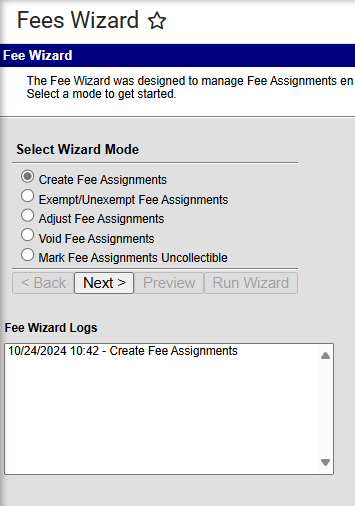 Fees Wizard
Fee Wizard
The Fee Wizard was designed to manage Fee Assignments en
Select a mode to get started.
Select Wizard Mode
Create Fee Assignments
Exempt/Unexempt Fee Assignments
Adjust Fee Assignments
Void Fee Assignments
Mark Fee Assignments Uncollectible
< Back Next > Preview Run Wizard
Fee Wizard Logs
10/24/2024 10:42 - Create Fee Assignments